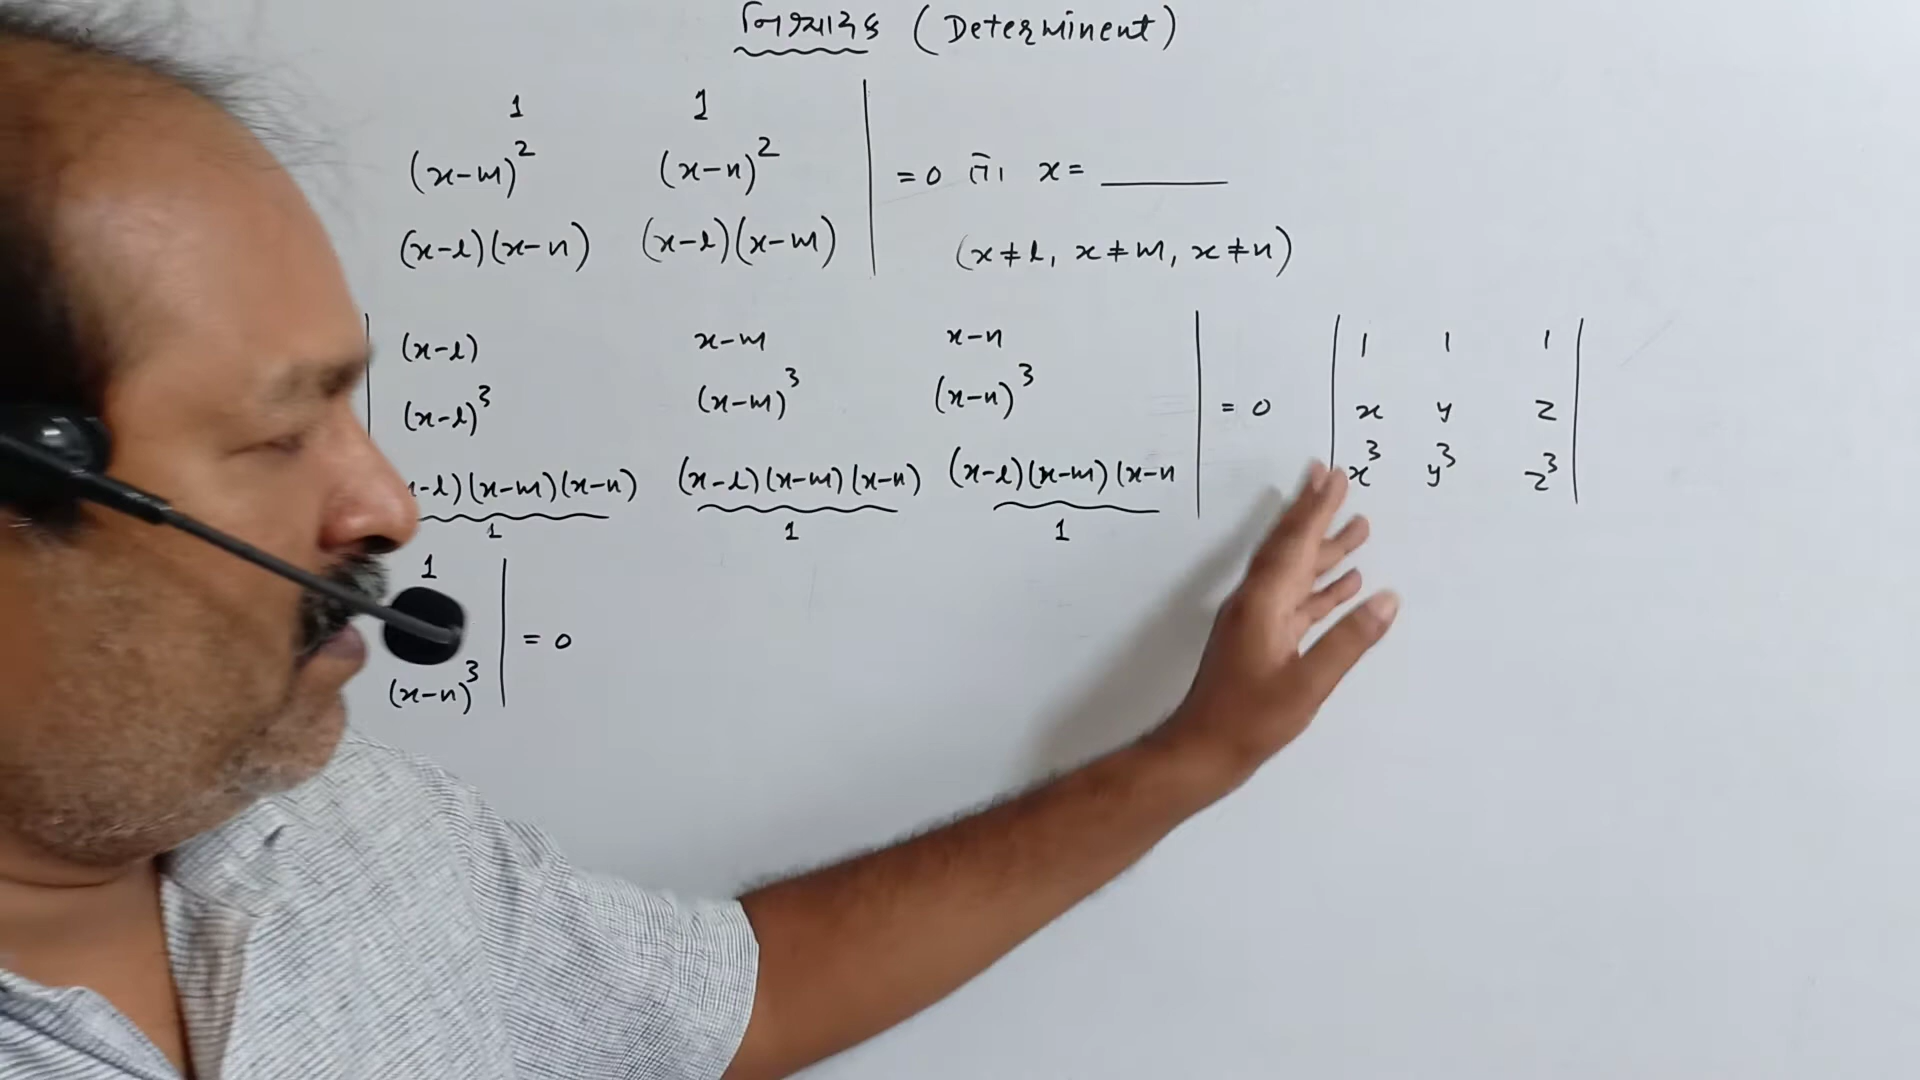 નિશ્ચાયક (Determinent)
1 1
(x-m)² (x-n)² = 0 તો x = ______
(x-l)(x-n) (x-l)(x-m) (x≠l, x≠m, x≠n)
(x-l) x-m x-n 1 1 1
(x-l)³ (x-m)³ (x-n)³ = 0 x y z
-l)(x-m)(x-n) (x-l)(x-m)(x-n) (x-l)(x-m)(x-n x³ y³ z³
1 1 1
1
= 0
(x-n)³